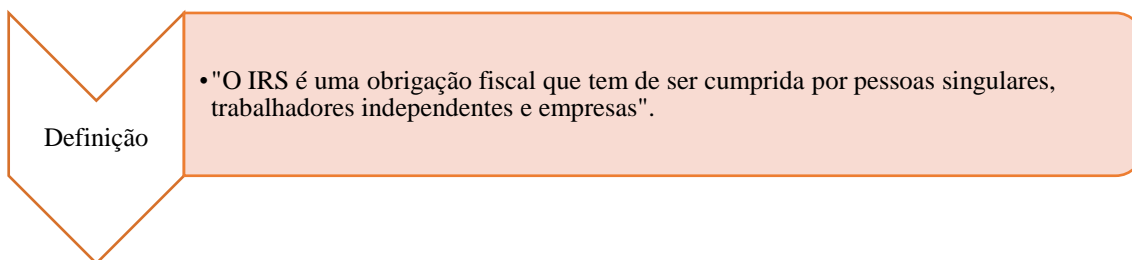 Definição
•"O IRS é uma obrigação fiscal que tem de ser cumprida por pessoas singulares,
trabalhadores independentes e empresas".